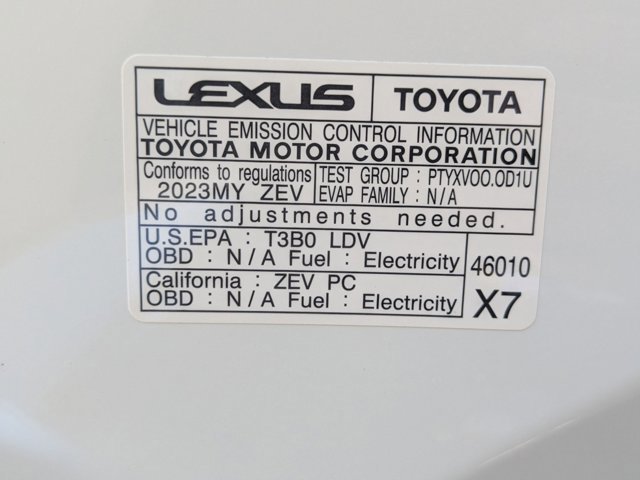 LEXUS TOYOTA
VEHICLE EMISSION CONTROL INFORMATION
TOYOTA MOTOR CORPORATION
Conforms to regulations TEST GROUP : PTYXV00.0D1U
2023MY ZEV EVAP FAMILY : N/A
No adjustments needed.
U.S.EPA : T3B0 LDV
OBD : N/A Fuel : Electricity 46010
California : ZEV PC
OBD : N/A Fuel : Electricity X7